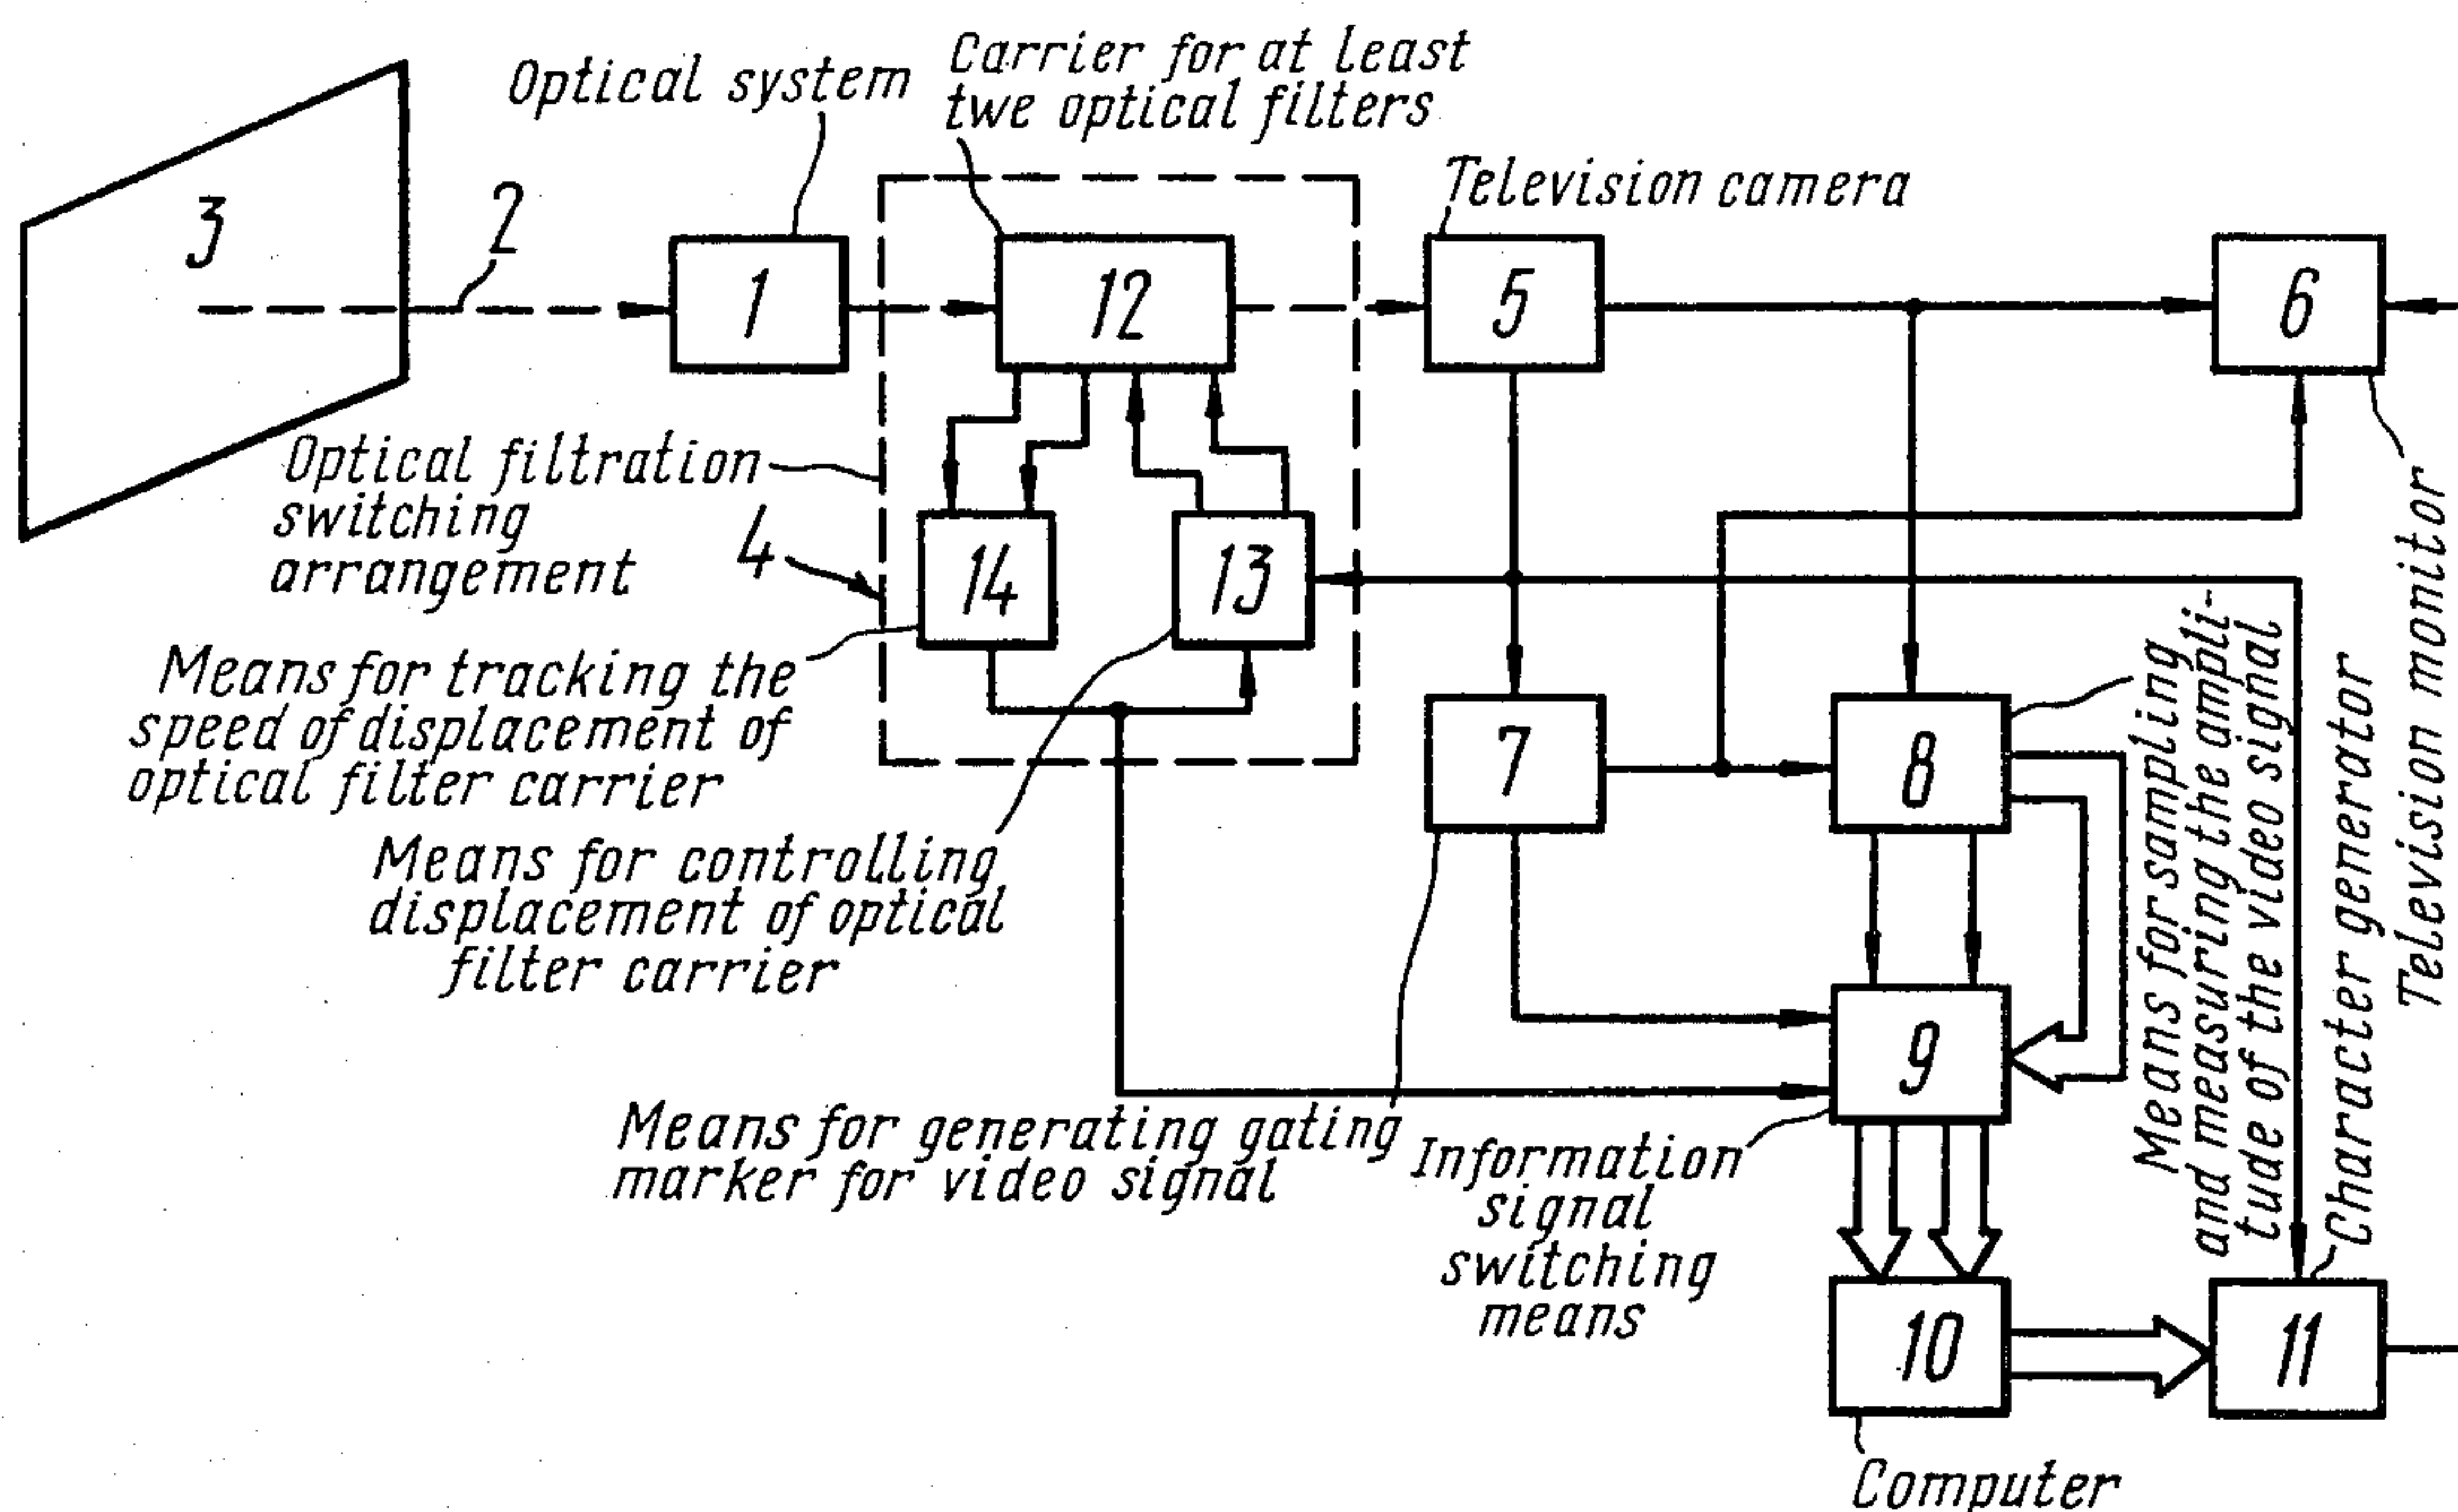 Optical system
Carrier for at least
twe optical filters
Television camera
3
2
1
12
5
6
Optical filtration
switching
arrangement
4
14
13
Means for tracking the
speed of displacement of
optical filter carrier
7
8
Means for controlling
displacement of optical
filter carrier
9
Means for generating gating
marker for video signal
Information
signal
switching
means
Means for sampling
and measuring the ampli-
tude of the video signal
Character generator
Television monitor
10
11
Computer